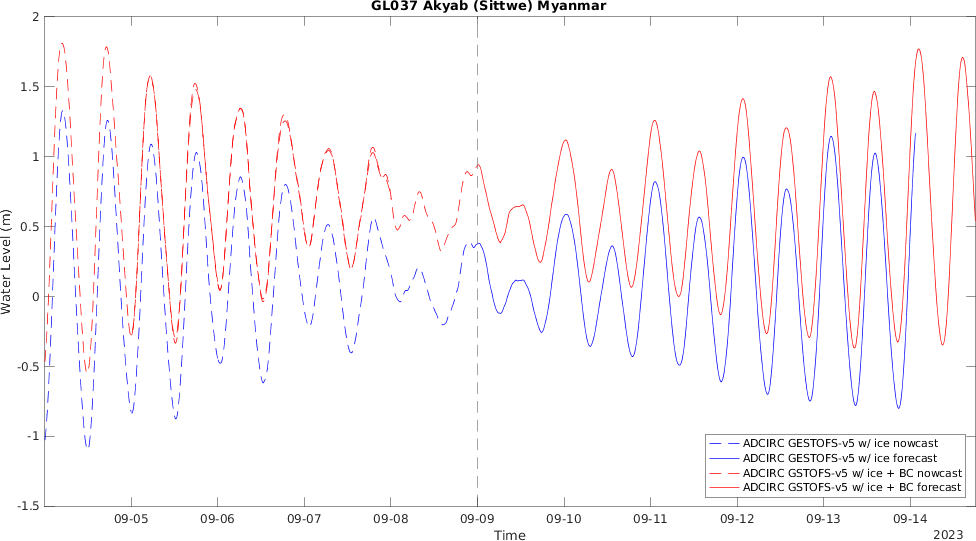 GL037 Akyab (Sittwe) Myanmar
2
1.5
1
0.5
0
-0.5
-1
-1.5
Water Level (m)
ADCIRC GESTOFS-v5 w/ ice nowcast
ADCIRC GESTOFS-v5 w/ ice forecast
ADCIRC GSTOFS-v5 w/ ice + BC nowcast
ADCIRC GSTOFS-v5 w/ ice + BC forecast
09-05 09-06 09-07 09-08 09-09 09-10 09-11 09-12 09-13 09-14
Time
2023